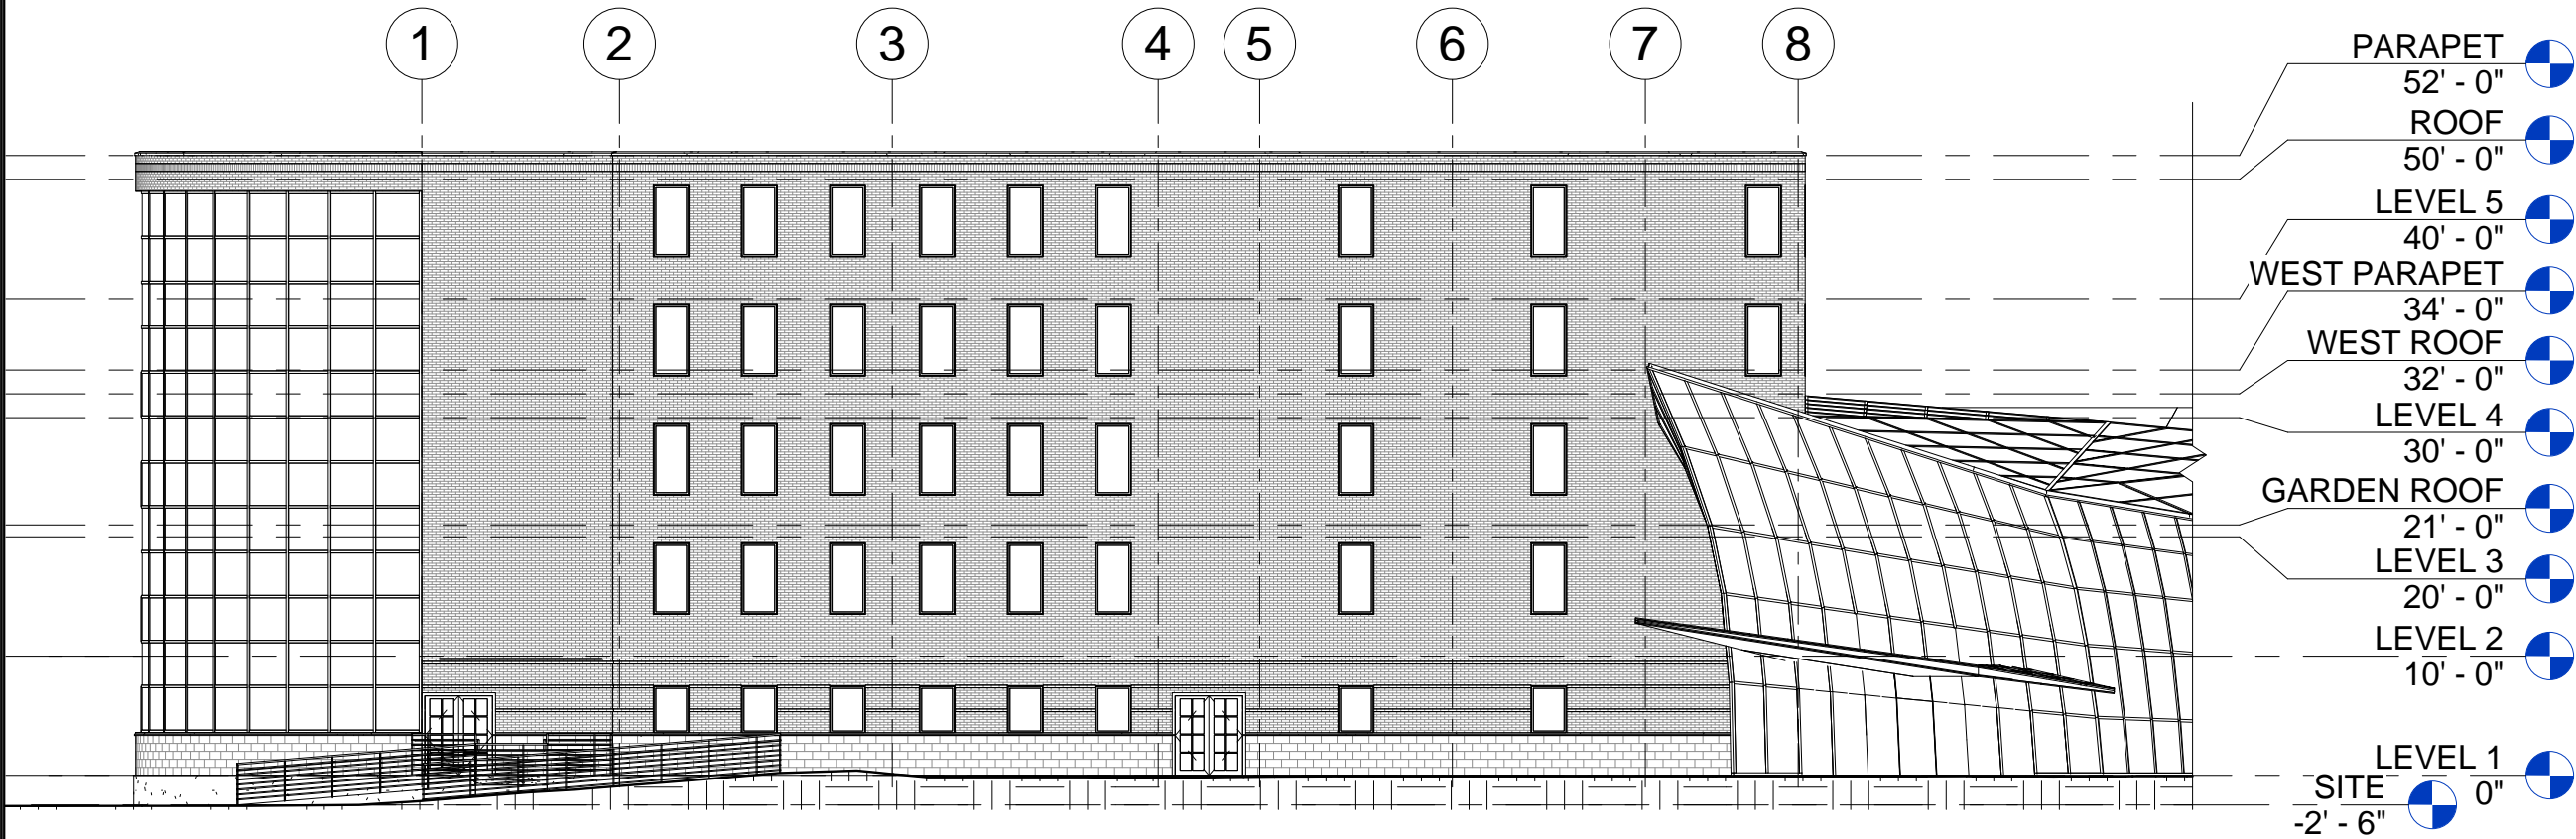 1 2 3 4 5 6 7 8
PARAPET
52' - 0"
ROOF
50' - 0"
LEVEL 5
40' - 0"
WEST PARAPET
34' - 0"
WEST ROOF
32' - 0"
LEVEL 4
30' - 0"
GARDEN ROOF
21' - 0"
LEVEL 3
20' - 0"
LEVEL 2
10' - 0"
LEVEL 1
0"
SITE
-2' - 6"